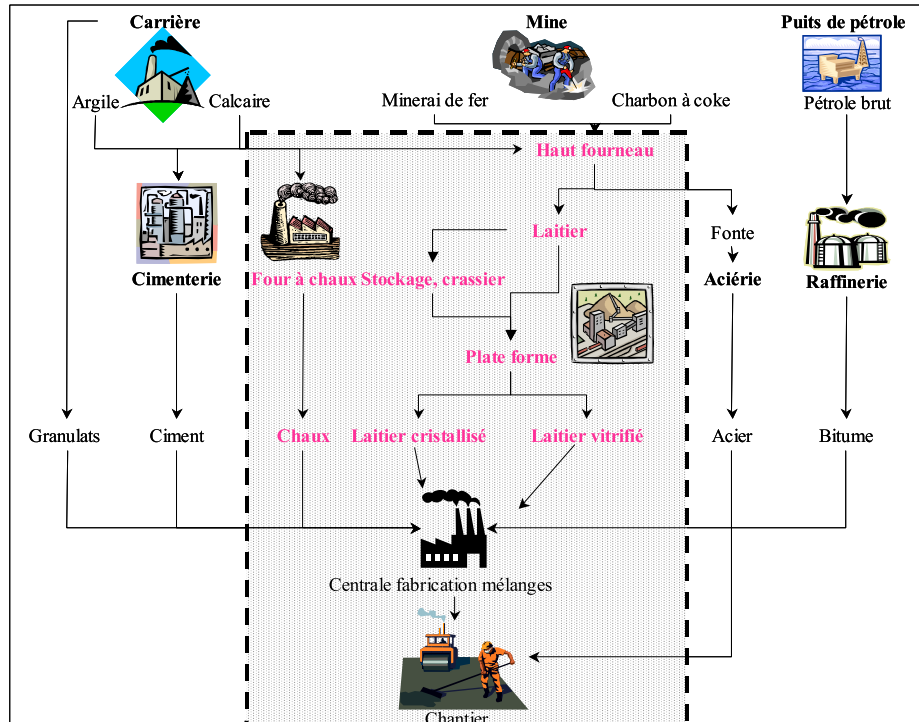 Carrière
Mine
Puits de pétrole
Argile
Calcaire
Minerai de fer
Charbon à coke
Pétrole brut
Haut fourneau
Laitier
Fonte
Cimenterie
Four à chaux
Stockage, crassier
Aciérie
Raffinerie
Plate forme
Granulats
Ciment
Chaux
Laitier cristallisé
Laitier vitrifié
Acier
Bitume
Centrale fabrication mélanges
Chantier